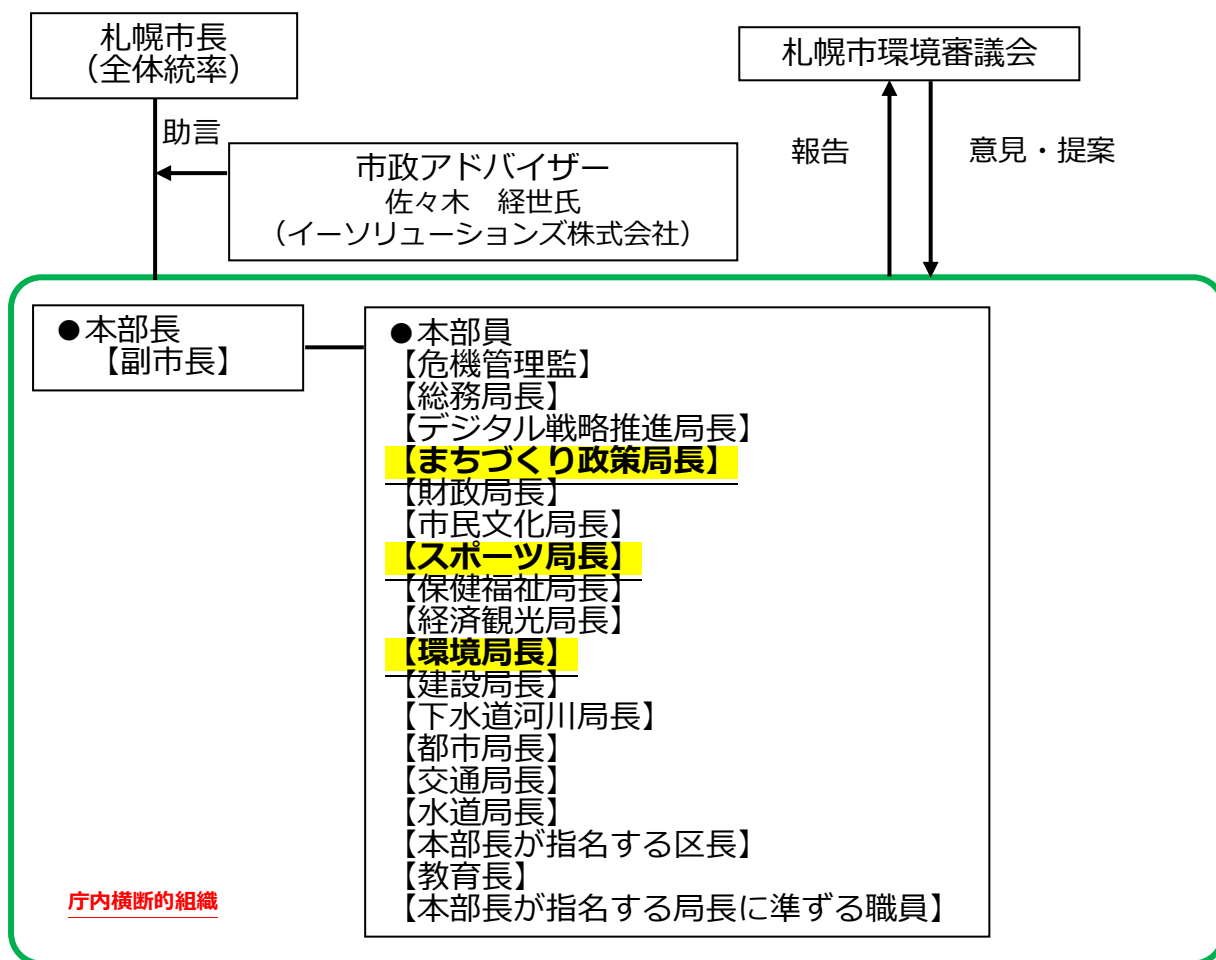 札幌市長
（全体統率）
札幌市環境審議会
助言
市政アドバイザー
佐々木　経世氏
（イーソリューションズ株式会社）
報告
意見・提案
●本部長
【副市長】
●本部員
【危機管理監】
【総務局長】
【デジタル戦略推進局長】
【まちづくり政策局長】
【財政局長】
【市民文化局長】
【スポーツ局長】
【保健福祉局長】
【経済観光局長】
【環境局長】
【建設局長】
【下水道河川局長】
【都市局長】
【交通局長】
【水道局長】
【本部長が指名する区長】
【教育長】
【本部長が指名する局長に準ずる職員】
庁内横断的組織